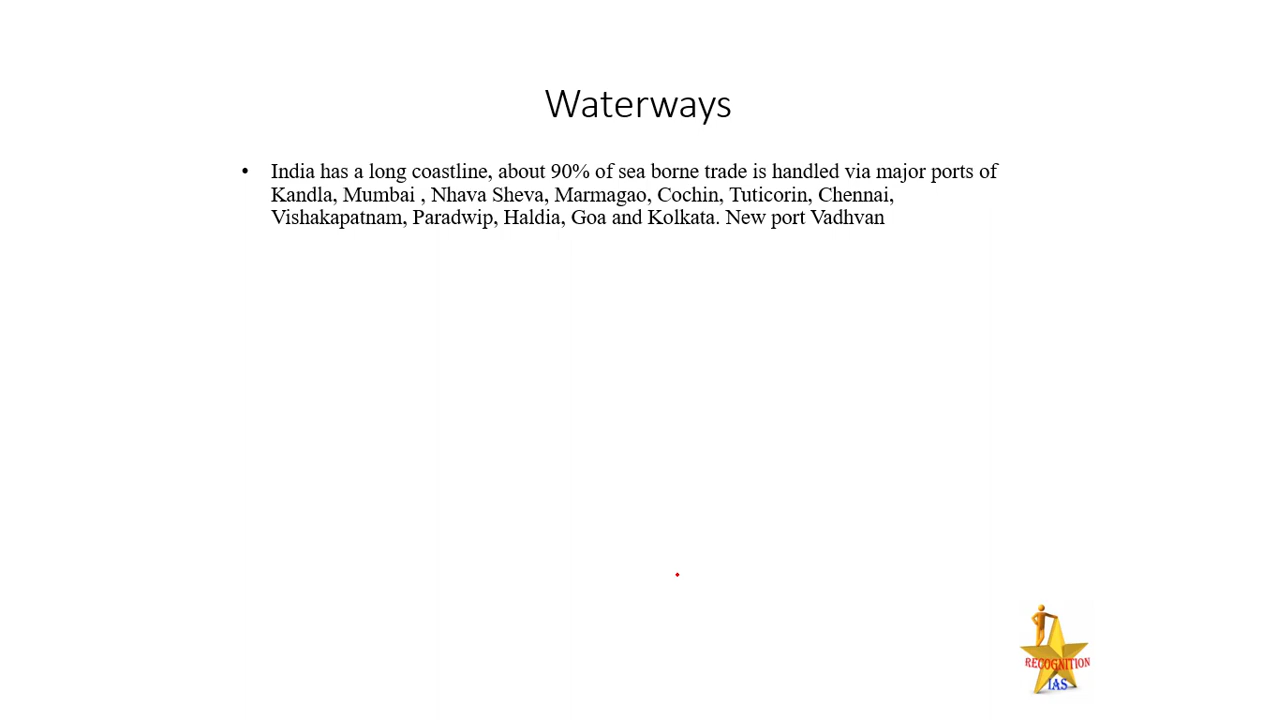 Waterways
• India has a long coastline, about 90% of sea borne trade is handled via major ports of
Kandla, Mumbai , Nhava Sheva, Marmagao, Cochin, Tuticorin, Chennai,
Vishakapatnam, Paradwip, Haldia, Goa and Kolkata. New port Vadhvan
RECOGNITION
IAS